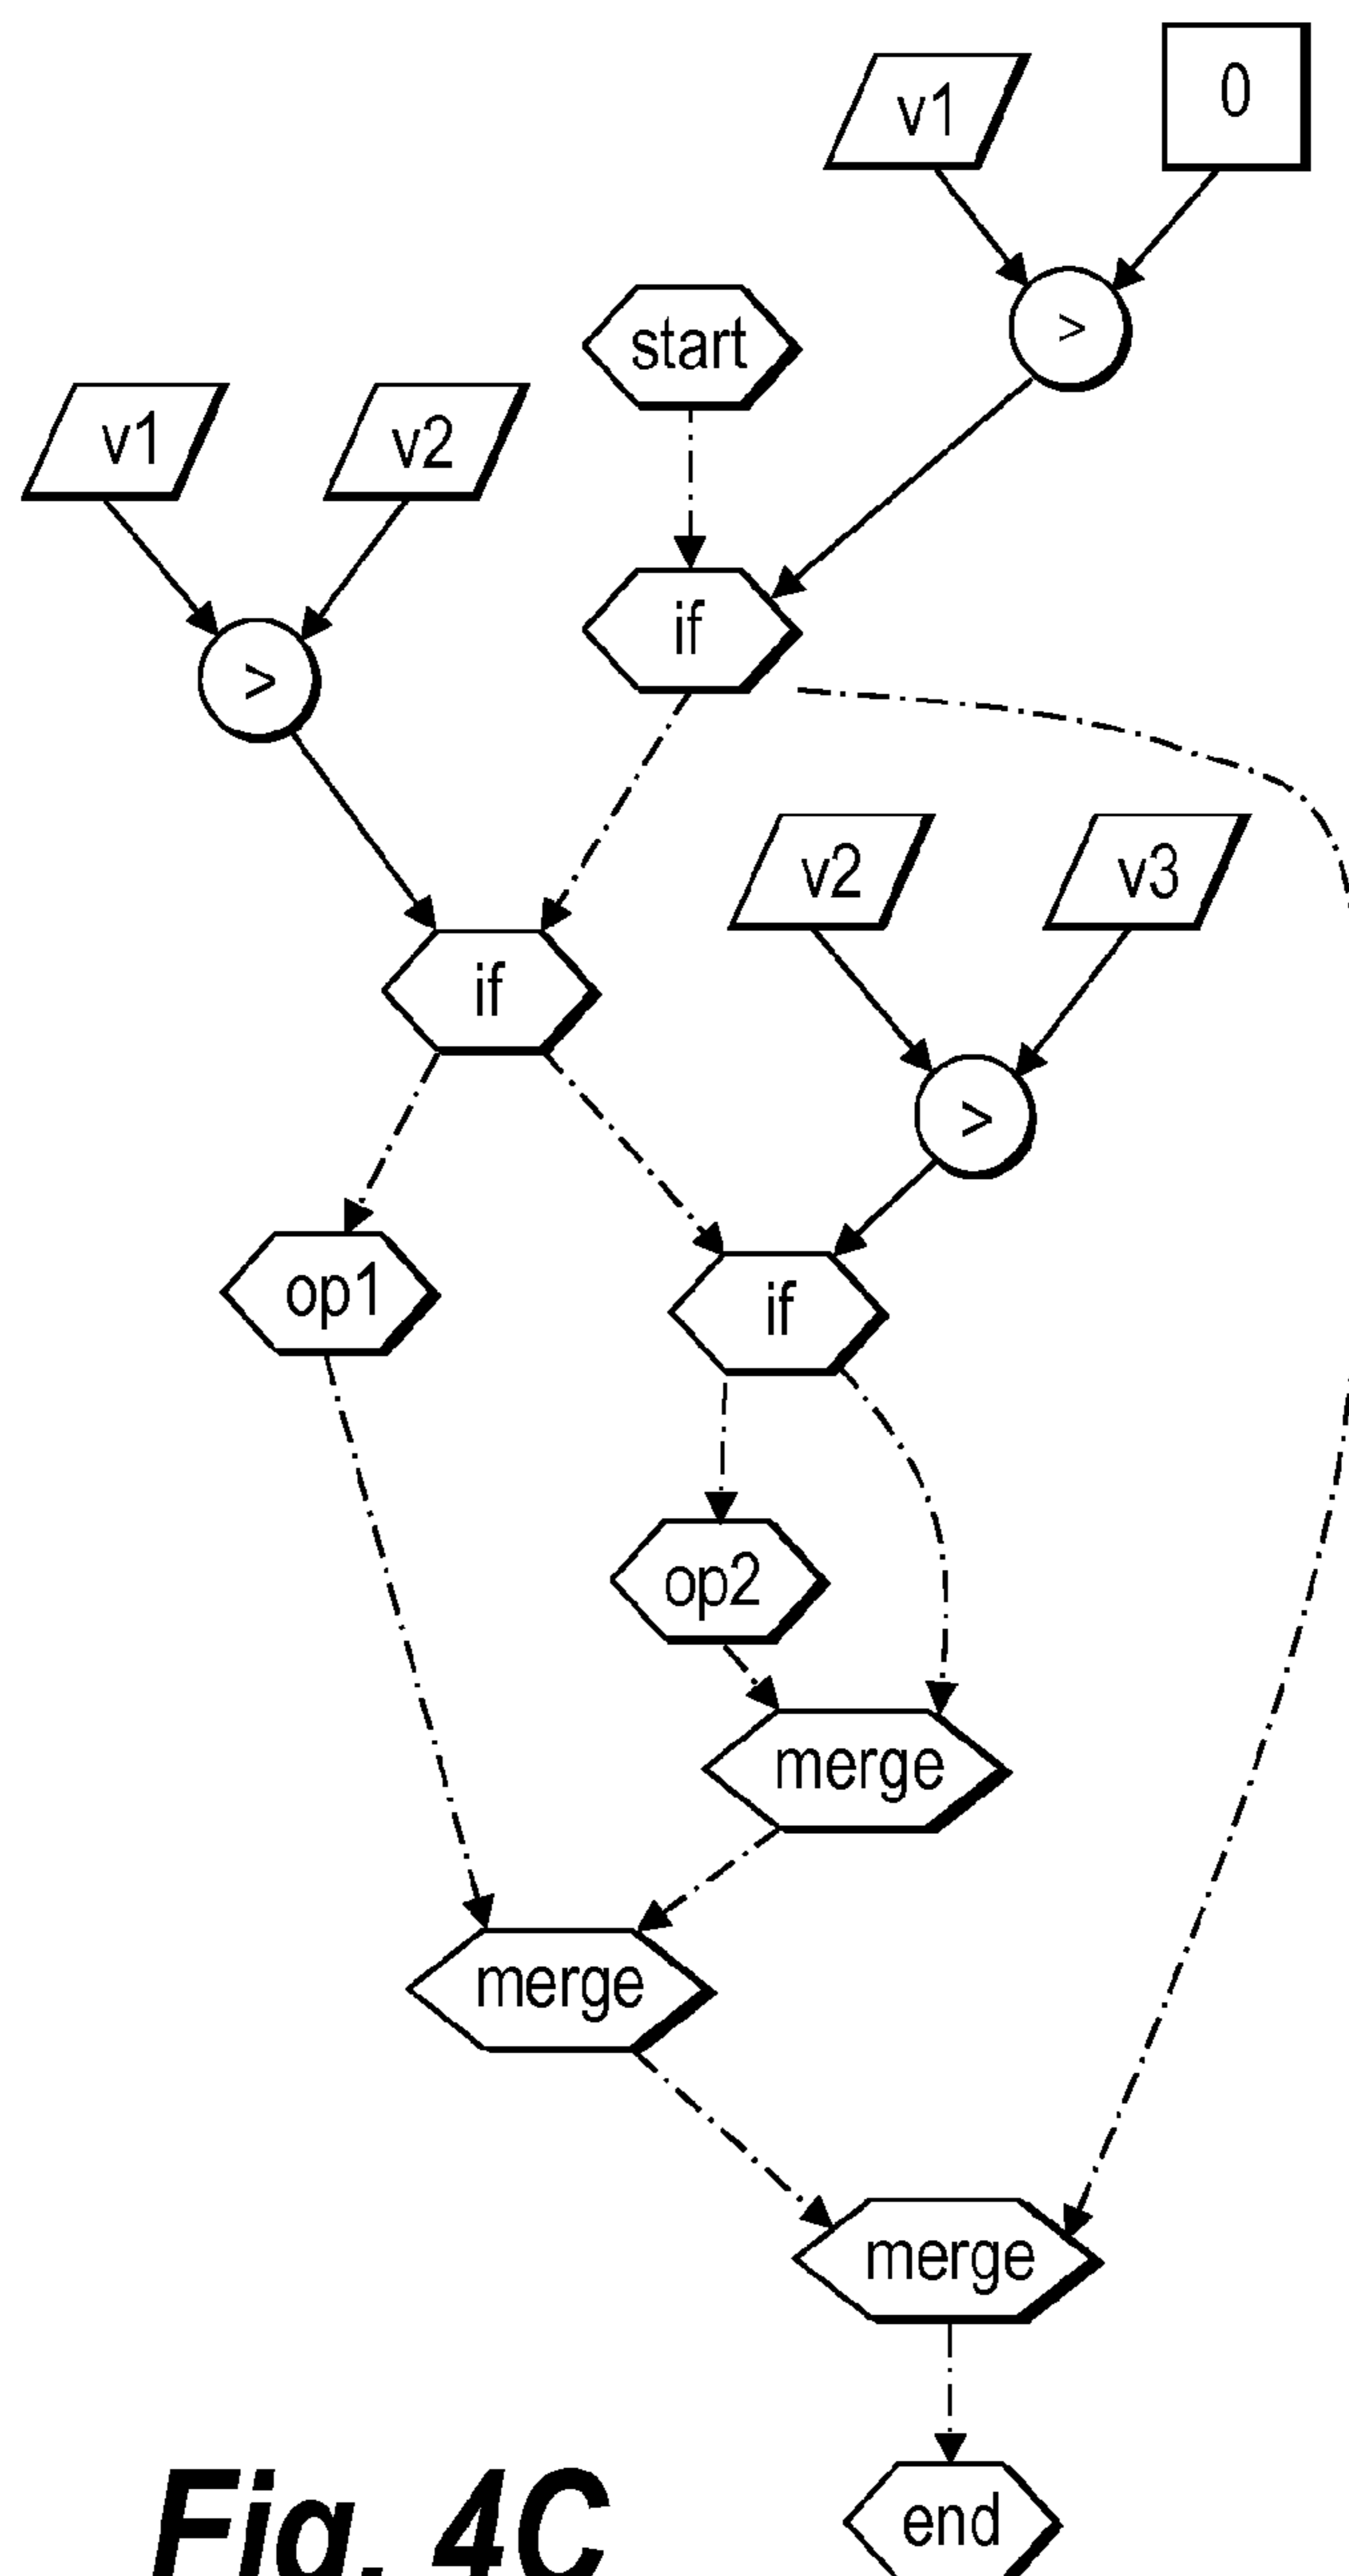 v1
0
>
start
v1
v2
if
>
v2
v3
if
>
op1
if
op2
merge
merge
merge
end
Fig. 4C